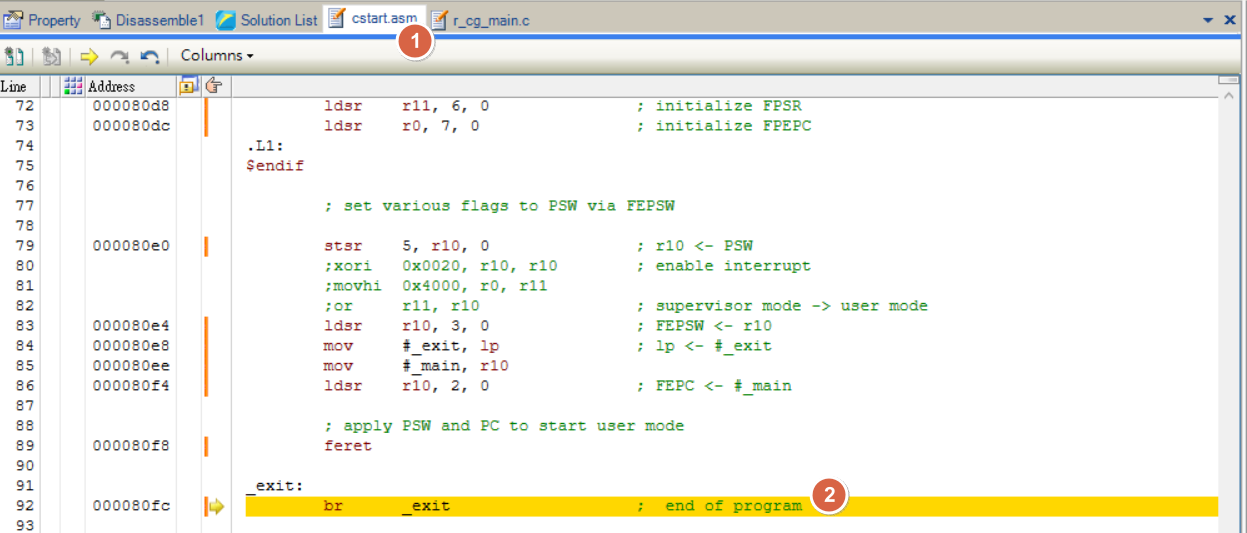 Property Disassemble1 Solution List cstart.asm r_cg_main.c
1
Columns
Line Address
72 000080d8 ldsr r11, 6, 0 ; initialize FPSR
73 000080dc ldsr r0, 7, 0 ; initialize FPEPC
74 .L1:
75 $endif
76
77 ; set various flags to PSW via FEPSW
78
79 000080e0 stsr 5, r10, 0 ; r10 <- PSW
80 ;xori 0x0020, r10, r10 ; enable interrupt
81 ;movhi 0x4000, r0, r11
82 ;or r11, r10 ; supervisor mode -> user mode
83 000080e4 ldsr r10, 3, 0 ; FEPSW <- r10
84 000080e8 mov #_exit, lp ; lp <- #_exit
85 000080ee mov #_main, r10
86 000080f4 ldsr r10, 2, 0 ; FEPC <- #_main
87
88 ; apply PSW and PC to start user mode
89 000080f8 feret
90
91 _exit:
92 000080fc br _exit ; end of program 2
93